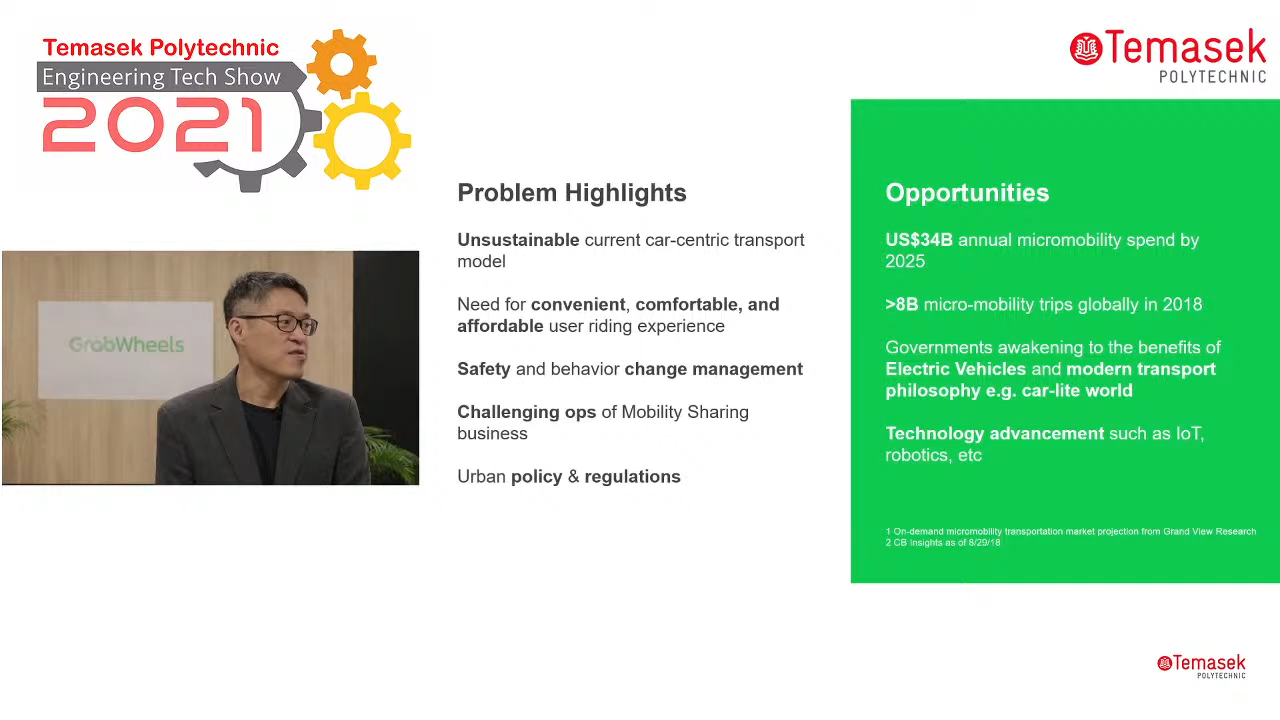 Temasek Polytechnic
Engineering Tech Show
2021
Temasek
POLYTECHNIC
GrabWheels
Problem Highlights
Unsustainable current car-centric transport
model
Need for convenient, comfortable, and
affordable user riding experience
Safety and behavior change management
Challenging ops of Mobility Sharing
business
Urban policy & regulations
Opportunities
US$34B annual micromobility spend by
2025
>8B micro-mobility trips globally in 2018
Governments awakening to the benefits of
Electric Vehicles and modern transport
philosophy e.g. car-lite world
Technology advancement such as IoT,
robotics, etc
1 On-demand micromobility transportation market projection from Grand View Research
2 CB Insights as of 8/29/18
Temasek
POLYTECHNIC